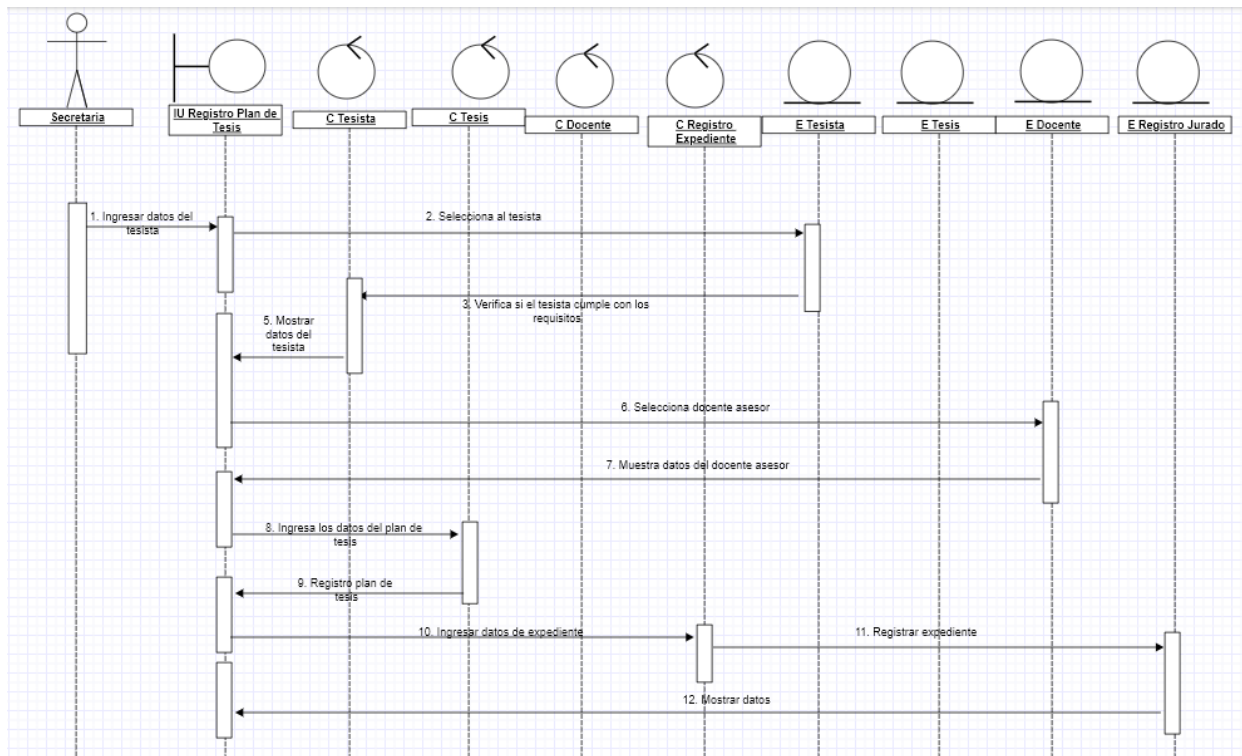 Secretaria
IU Registro Plan de
Tesis
C Tesista
C Tesis
C Docente
C Registro
Expediente
E Tesista
E Tesis
E Docente
E Registro Jurado
1. Ingresar datos del
tesista
2. Selecciona al tesista
3. Verifica si el tesista cumple con los
requisitos
5. Mostrar
datos del
tesista
6. Selecciona docente asesor
7. Muestra datos del docente asesor
8. Ingresa los datos del plan de
tesis
9. Registro plan de
tesis
10. Ingresar datos de expediente
11. Registrar expediente
12. Mostrar datos